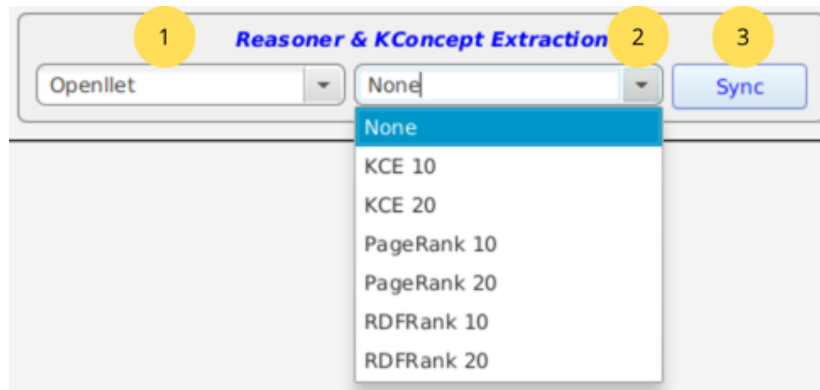 1 Reasoner & KConcept Extraction 2 3
Openllet None Sync
None
KCE 10
KCE 20
PageRank 10
PageRank 20
RDFRank 10
RDFRank 20